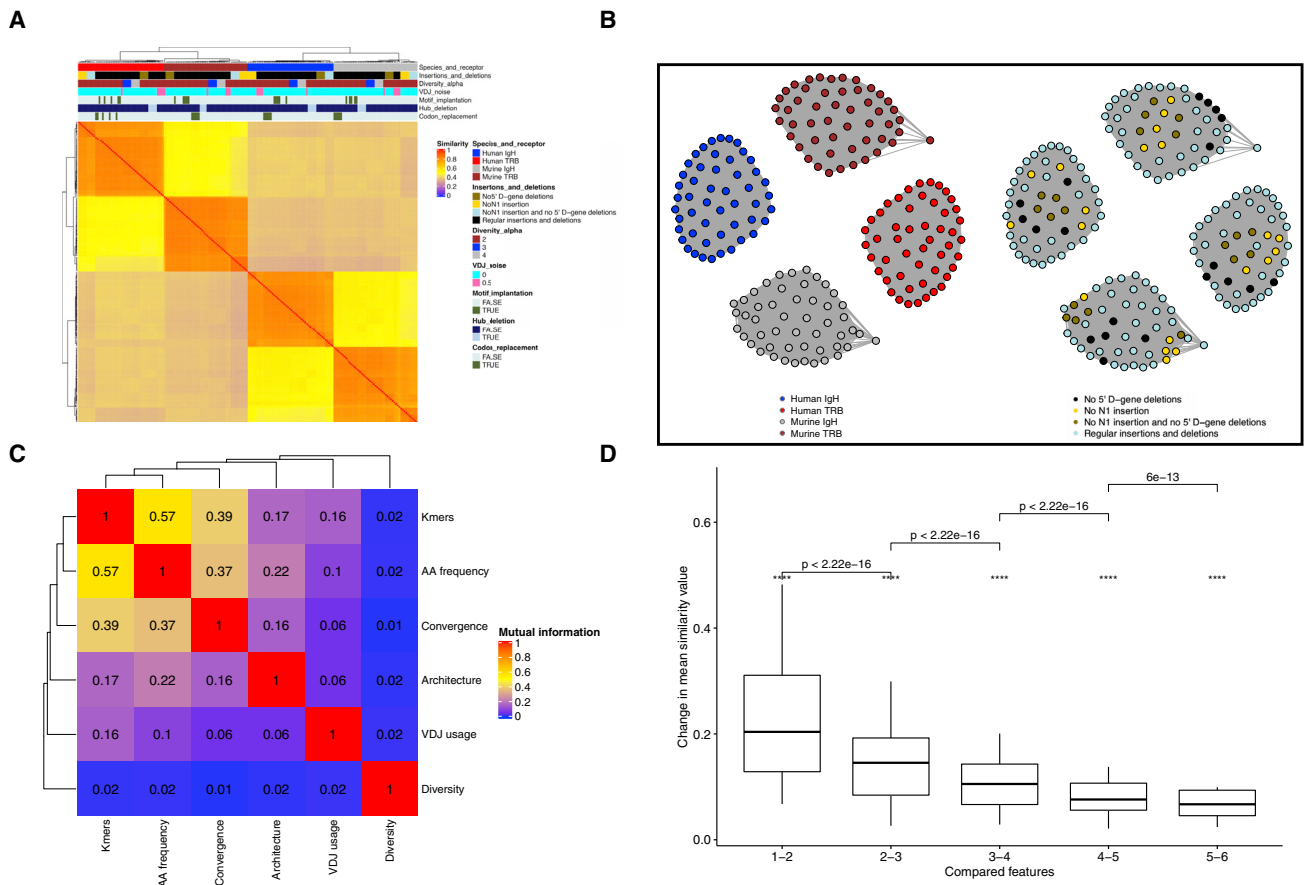 A
Species_and_receptor
Insertions_and_deletions
Diversity_alpha
VDJ_noise
Motif_implantation
Hub_deletion
Codon_replacement
Similarity
1
0.8
0.6
0.4
0.2
0
Species_and_receptor
Human IgH
Human TRB
Murine IgH
Murine TRB
Insertons_and_deletions
No5' D-gene deletions
NoN1 insertion
NoN1 insertion and no 5' D-gene deletions
Regular insertions and deletions
Diversity_alpha
2
3
4
VDJ_noise
0
0.5
Motif_implantation
FALSE
TRUE
Hub_deletion
FALSE
TRUE
Codon_replacement
FALSE
TRUE
B
Human IgH
Human TRB
Murine IgH
Murine TRB
No 5' D-gene deletions
No N1 insertion
No N1 insertion and no 5' D-gene deletions
Regular insertions and deletions
C
1 0.57 0.39 0.17 0.16 0.02 Kmers
0.57 1 0.37 0.22 0.1 0.02 AA frequency
0.39 0.37 1 0.16 0.06 0.01 Convergence
0.17 0.22 0.16 1 0.06 0.02 Architecture
0.16 0.1 0.06 0.06 1 0.02 VDJ usage
0.02 0.02 0.01 0.02 0.02 1 Diversity
Kmers
AA frequency
Convergence
Architecture
VDJ usage
Diversity
Mutual information
1
0.8
0.6
0.4
0.2
0
D
Change in mean similarity value
0.6
0.4
0.2
0.0
6e−13
p < 2.22e−16
p < 2.22e−16
p < 2.22e−16
**** **** **** **** ****
1−2 2−3 3−4 4−5 5−6
Compared features